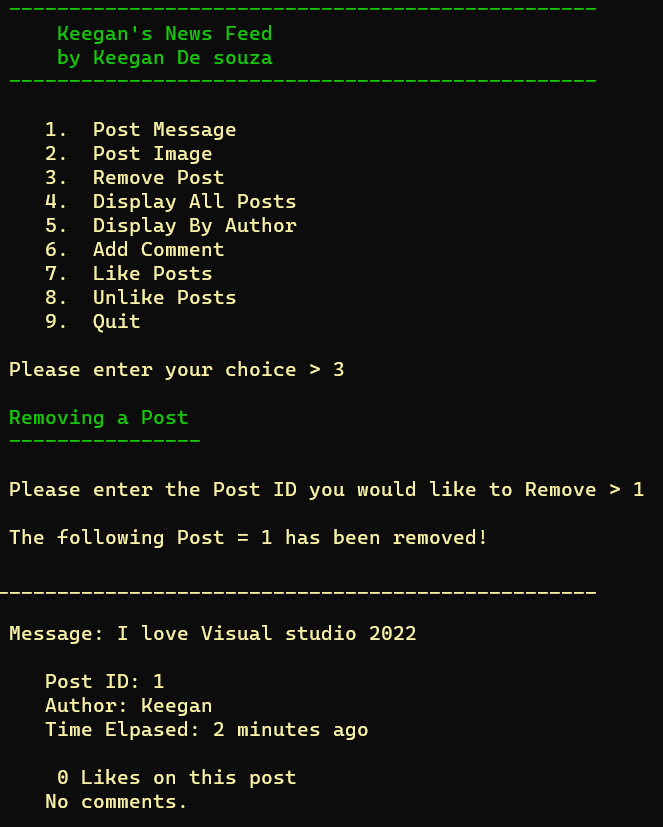 ------------------------------------------------- 
Keegan's News Feed
by Keegan De souza
-------------------------------------------------
1. Post Message
2. Post Image
3. Remove Post
4. Display All Posts
5. Display By Author
6. Add Comment
7. Like Posts
8. Unlike Posts
9. Quit
Please enter your choice > 3
Removing a Post
----------------
Please enter the Post ID you would like to Remove > 1
The following Post = 1 has been removed!
--------------------------------------------------
Message: I love Visual studio 2022
Post ID: 1
Author: Keegan
Time Elpased: 2 minutes ago
0 Likes on this post
No comments.